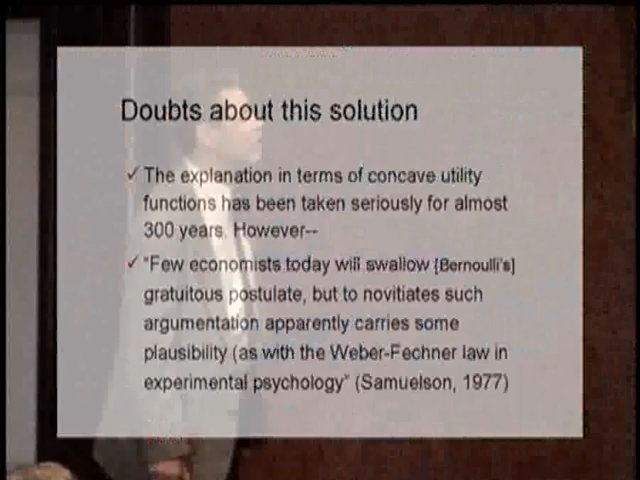 Doubts about this solution
✓ The explanation in terms of concave utility
functions has been taken seriously for almost
300 years. However--
✓ "Few economists today will swallow [Bernoulli's]
gratuitous postulate, but to novitiates such
argumentation apparently carries some
plausibility (as with the Weber-Fechner law in
experimental psychology" (Samuelson, 1977)